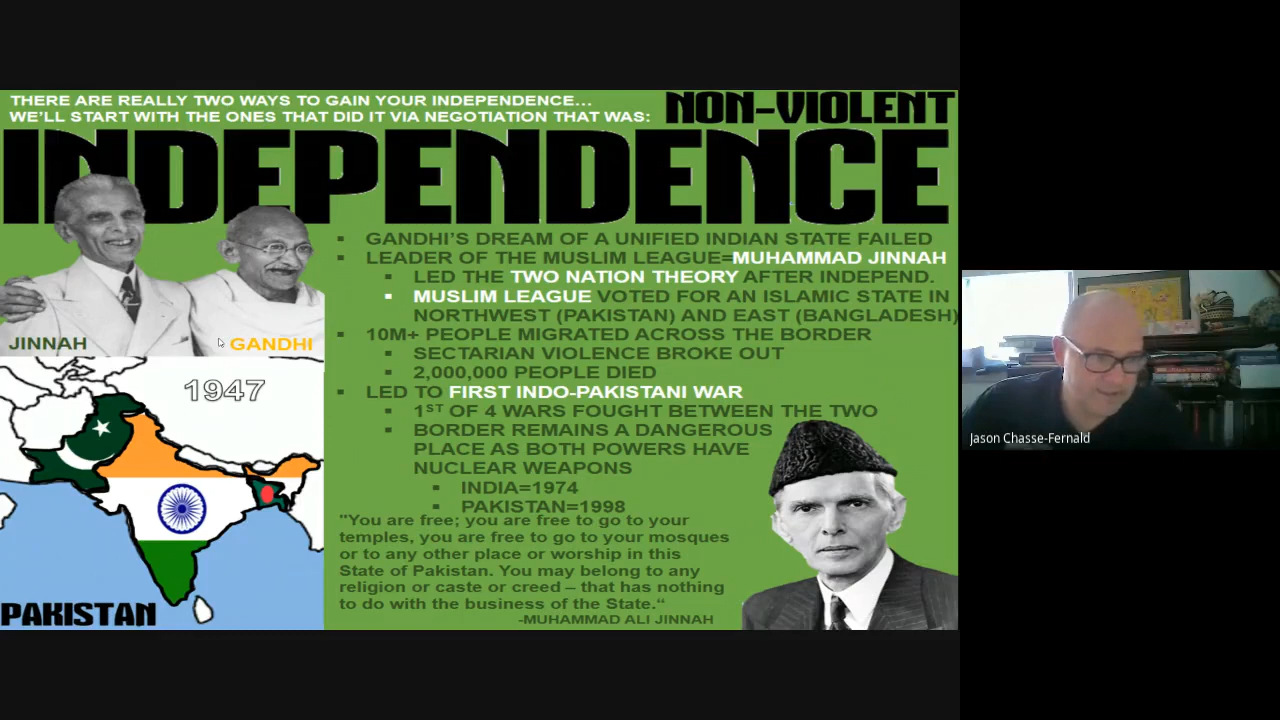 THERE ARE REALLY TWO WAYS TO GAIN YOUR INDEPENDENCE…
WE'LL START WITH THE ONES THAT DID IT VIA NEGOTIATION THAT WAS:
NON-VIOLENT
INDEPENDENCE
JINNAH
GANDHI
1947
PAKISTAN
▪ GANDHI'S DREAM OF A UNIFIED INDIAN STATE FAILED
▪ LEADER OF THE MUSLIM LEAGUE=MUHAMMAD JINNAH
▪ LED THE TWO NATION THEORY AFTER INDEPEND.
▪ MUSLIM LEAGUE VOTED FOR AN ISLAMIC STATE IN
NORTHWEST (PAKISTAN) AND EAST (BANGLADESH)
▪ 10M+ PEOPLE MIGRATED ACROSS THE BORDER
▪ SECTARIAN VIOLENCE BROKE OUT
▪ 2,000,000 PEOPLE DIED
▪ LED TO FIRST INDO-PAKISTANI WAR
▪ 1ST OF 4 WARS FOUGHT BETWEEN THE TWO
▪ BORDER REMAINS A DANGEROUS
PLACE AS BOTH POWERS HAVE
NUCLEAR WEAPONS
▪ INDIA=1974
▪ PAKISTAN=1998
"You are free; you are free to go to your
temples, you are free to go to your mosques
or to any other place or worship in this
State of Pakistan. You may belong to any
religion or caste or creed – that has nothing
to do with the business of the State."
-MUHAMMAD ALI JINNAH
Jason Chasse-Fernald